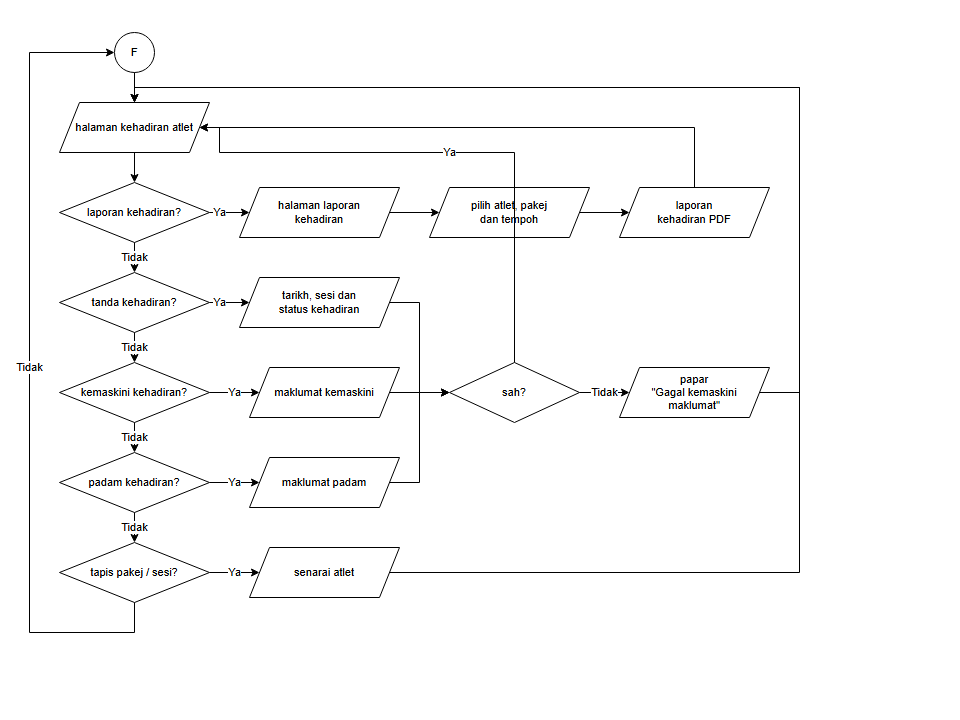 F
halaman kehadiran atlet
Ya
laporan kehadiran?
Ya
halaman laporan
kehadiran
pilih atlet, pakej
dan tempoh
laporan
kehadiran PDF
Tidak
tanda kehadiran?
Ya
tarikh, sesi dan
status kehadiran
Tidak
Tidak
kemaskini kehadiran?
Ya
maklumat kemaskini
sah?
Tidak
papar
"Gagal kemaskini
maklumat"
Tidak
padam kehadiran?
Ya
maklumat padam
Tidak
tapis pakej / sesi?
Ya
senarai atlet